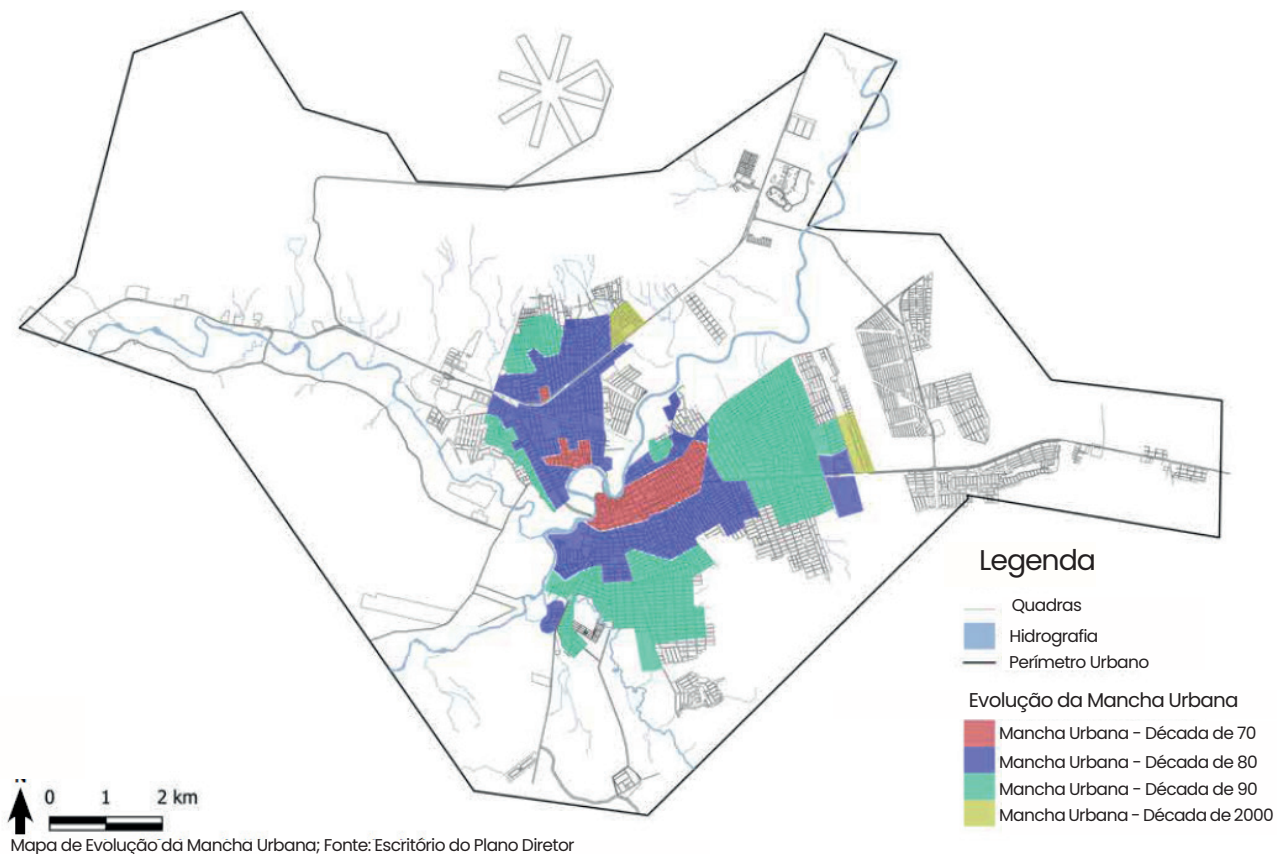 Legenda
Quadras
Hidrografia
Perímetro Urbano
Evolução da Mancha Urbana
Mancha Urbana - Década de 70
Mancha Urbana - Década de 80
Mancha Urbana - Década de 90
Mancha Urbana - Década de 2000
N
0 1 2 km
Mapa de Evolução da Mancha Urbana; Fonte: Escritório do Plano Diretor